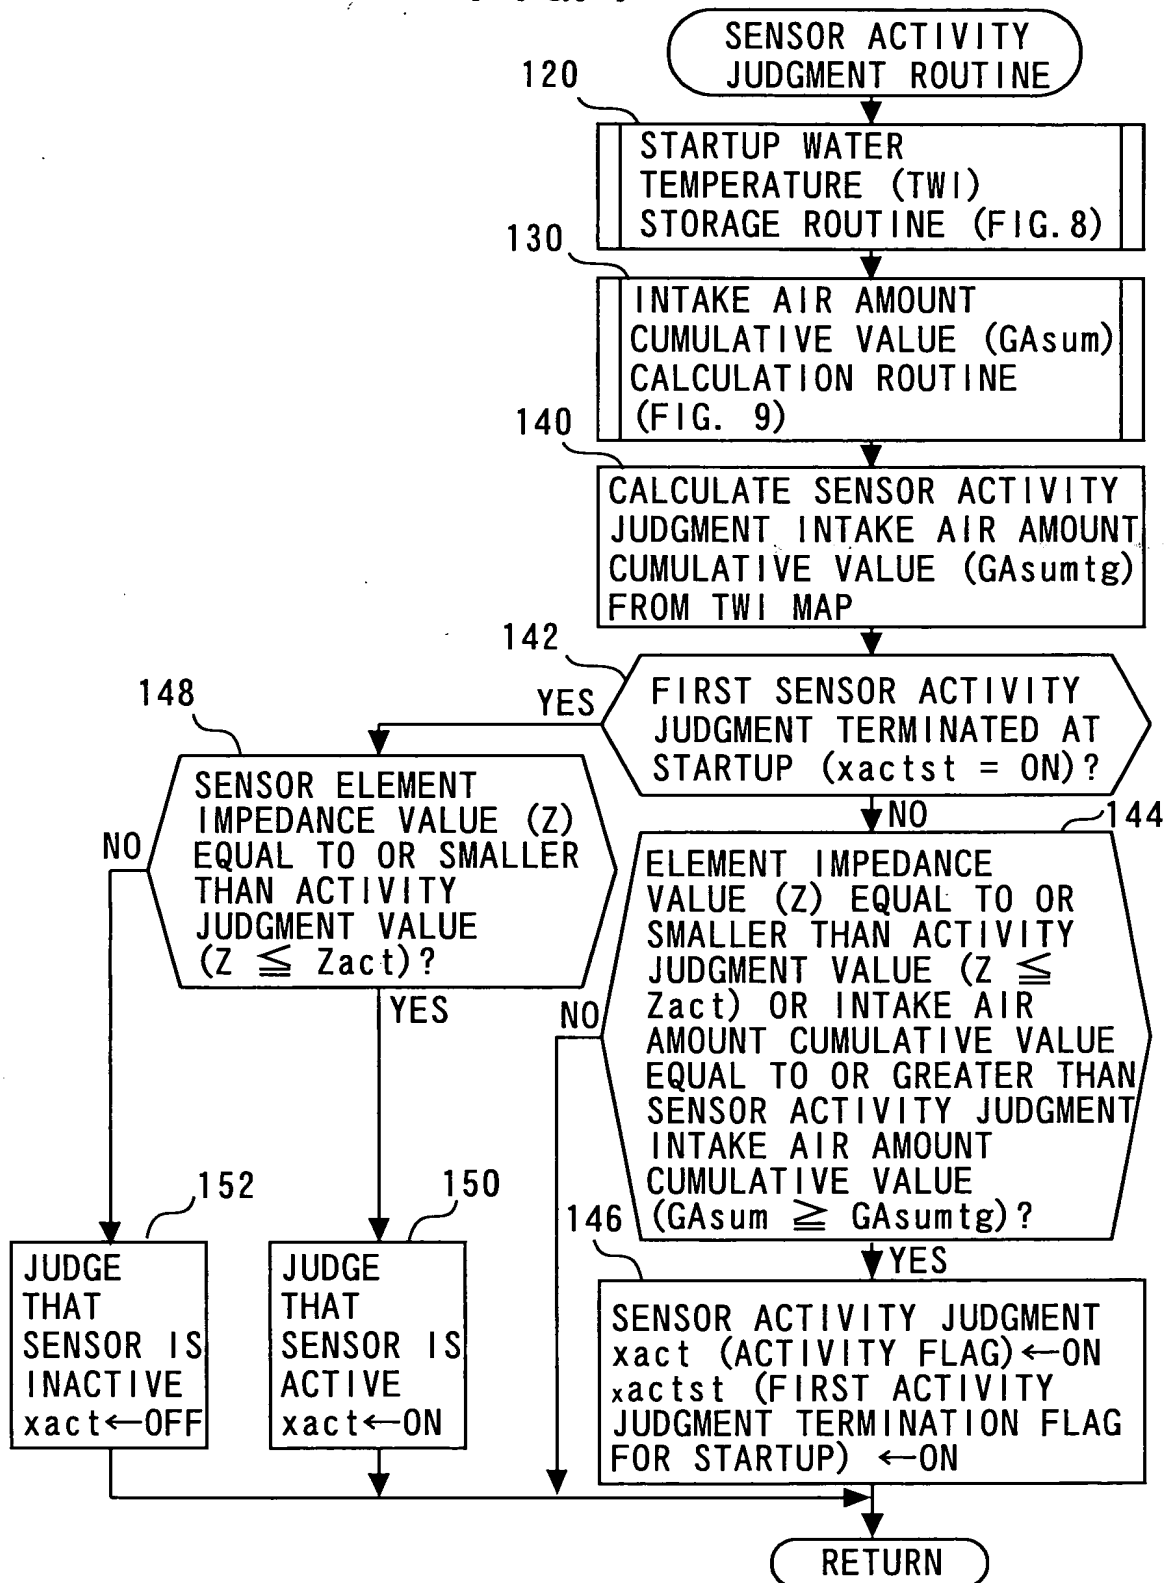 SENSOR ACTIVITY
JUDGMENT ROUTINE
120
STARTUP WATER
TEMPERATURE (TWI)
STORAGE ROUTINE (FIG.8)
130
INTAKE AIR AMOUNT
CUMULATIVE VALUE (GAsum)
CALCULATION ROUTINE
(FIG. 9)
140
CALCULATE SENSOR ACTIVITY
JUDGMENT INTAKE AIR AMOUNT
CUMULATIVE VALUE (GAsumtg)
FROM TWI MAP
142
FIRST SENSOR ACTIVITY
JUDGMENT TERMINATED AT
STARTUP (xactst = ON)?
YES
NO
148
SENSOR ELEMENT
IMPEDANCE VALUE (Z)
EQUAL TO OR SMALLER
THAN ACTIVITY
JUDGMENT VALUE
(Z ≦ Zact)?
NO
YES
144
ELEMENT IMPEDANCE
VALUE (Z) EQUAL TO OR
SMALLER THAN ACTIVITY
JUDGMENT VALUE (Z ≦
Zact) OR INTAKE AIR
AMOUNT CUMULATIVE VALUE
EQUAL TO OR GREATER THAN
SENSOR ACTIVITY JUDGMENT
INTAKE AIR AMOUNT
CUMULATIVE VALUE
(GAsum ≧ GAsumtg)?
NO
YES
152
JUDGE
THAT
SENSOR IS
INACTIVE
xact←OFF
150
JUDGE
THAT
SENSOR IS
ACTIVE
xact←ON
146
SENSOR ACTIVITY JUDGMENT
xact (ACTIVITY FLAG)←ON
xactst (FIRST ACTIVITY
JUDGMENT TERMINATION FLAG
FOR STARTUP) ←ON
RETURN